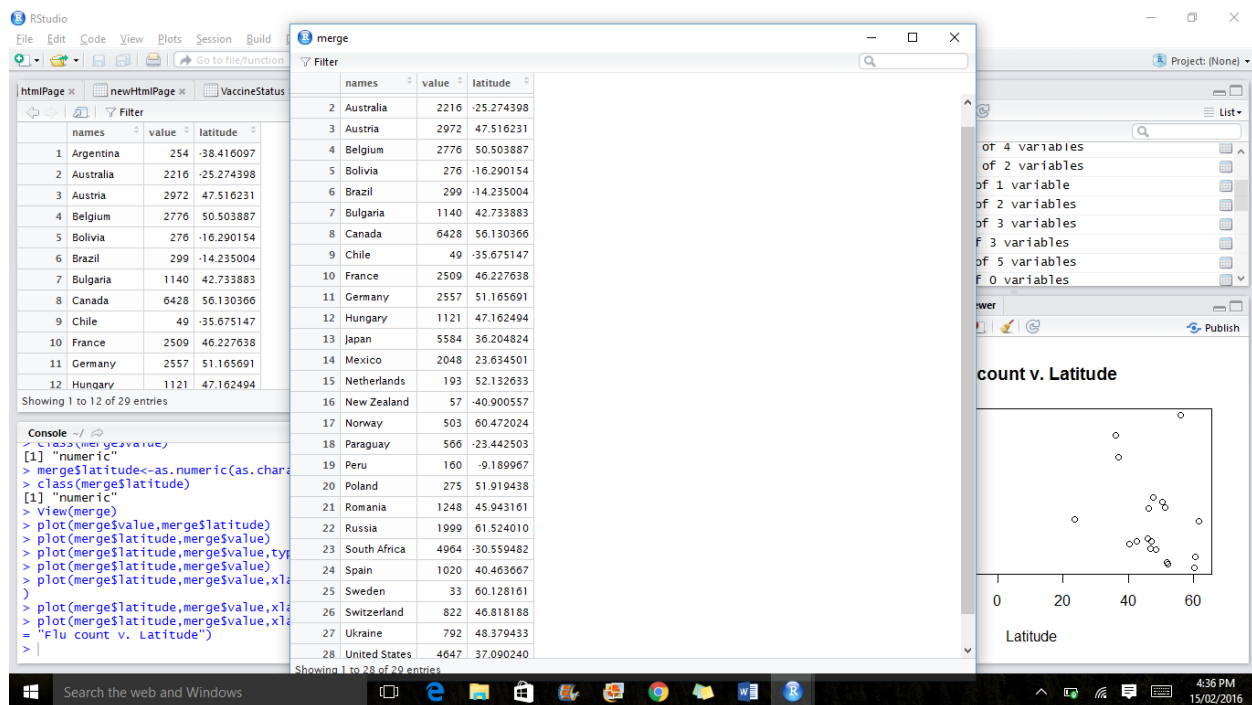 RStudio
File Edit Code View Plots Session Build
Go to file/function
Project: (None)
htmlPage × newHtmlPage × VaccineStatus
Filter
names value latitude
1 Argentina 254 -38.416097
2 Australia 2216 -25.274398
3 Austria 2972 47.516231
4 Belgium 2776 50.503887
5 Bolivia 276 -16.290154
6 Brazil 299 -14.235004
7 Bulgaria 1140 42.733883
8 Canada 6428 56.130366
9 Chile 49 -35.675147
10 France 2509 46.227638
11 Germany 2557 51.165691
12 Hungary 1121 47.162494
Showing 1 to 12 of 29 entries
Console ~/
> class(merge$value)
[1] "numeric"
> merge$latitude<-as.numeric(as.chara
> class(merge$latitude)
[1] "numeric"
> View(merge)
> plot(merge$value,merge$latitude)
> plot(merge$latitude,merge$value)
> plot(merge$latitude,merge$value,typ
> plot(merge$latitude,merge$value)
> plot(merge$latitude,merge$value,xla
)
> plot(merge$latitude,merge$value,xla
> plot(merge$latitude,merge$value,xla
= "Flu count v. Latitude")
>
merge
Filter
names value latitude
2 Australia 2216 -25.274398
3 Austria 2972 47.516231
4 Belgium 2776 50.503887
5 Bolivia 276 -16.290154
6 Brazil 299 -14.235004
7 Bulgaria 1140 42.733883
8 Canada 6428 56.130366
9 Chile 49 -35.675147
10 France 2509 46.227638
11 Germany 2557 51.165691
12 Hungary 1121 47.162494
13 Japan 5584 36.204824
14 Mexico 2048 23.634501
15 Netherlands 193 52.132633
16 New Zealand 57 -40.900557
17 Norway 503 60.472024
18 Paraguay 566 -23.442503
19 Peru 160 -9.189967
20 Poland 275 51.919438
21 Romania 1248 45.943161
22 Russia 1999 61.524010
23 South Africa 4964 -30.559482
24 Spain 1020 40.463667
25 Sweden 33 60.128161
26 Switzerland 822 46.818188
27 Ukraine 792 48.379433
28 United States 4647 37.090240
Showing 1 to 28 of 29 entries
List
of 4 variables
of 2 variables
of 1 variable
of 2 variables
of 3 variables
f 3 variables
of 5 variables
f 0 variables
ewer
Publish
count v. Latitude
0 20 40 60
Latitude
Search the web and Windows
4:36 PM
15/02/2016